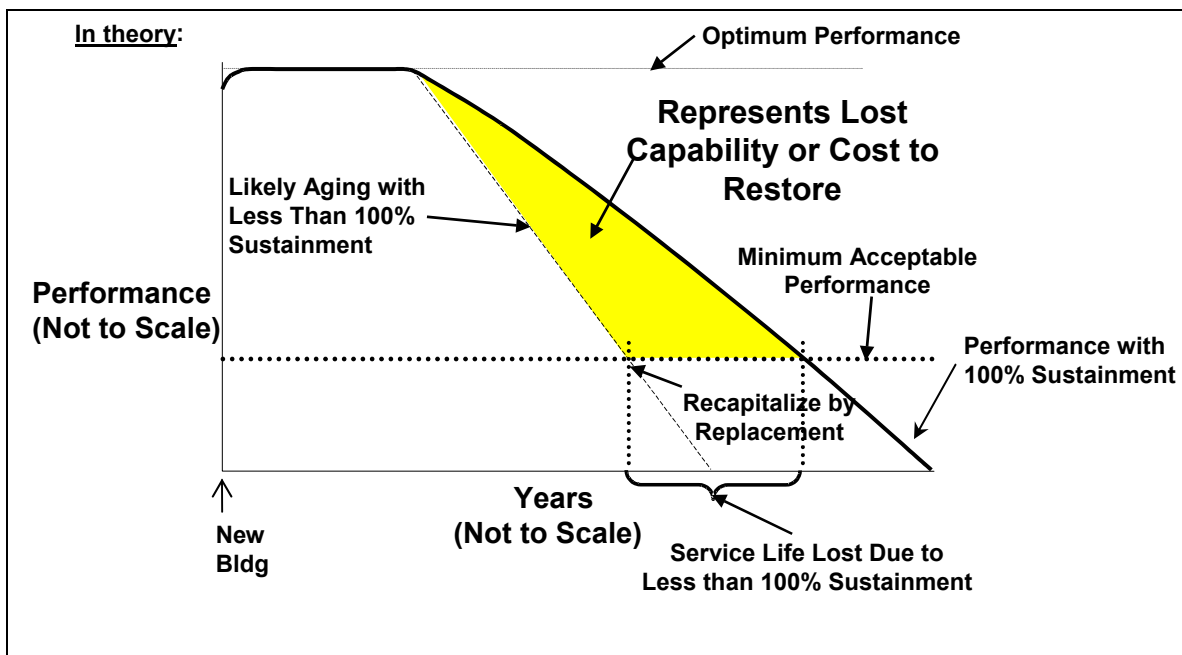 In theory:
Optimum Performance
Represents Lost
Capability or Cost to
Restore
Likely Aging with
Less Than 100%
Sustainment
Minimum Acceptable
Performance
Performance
(Not to Scale)
Performance with
100% Sustainment
Recapitalize by
Replacement
Years
(Not to Scale)
New
Bldg
Service Life Lost Due to
Less than 100% Sustainment